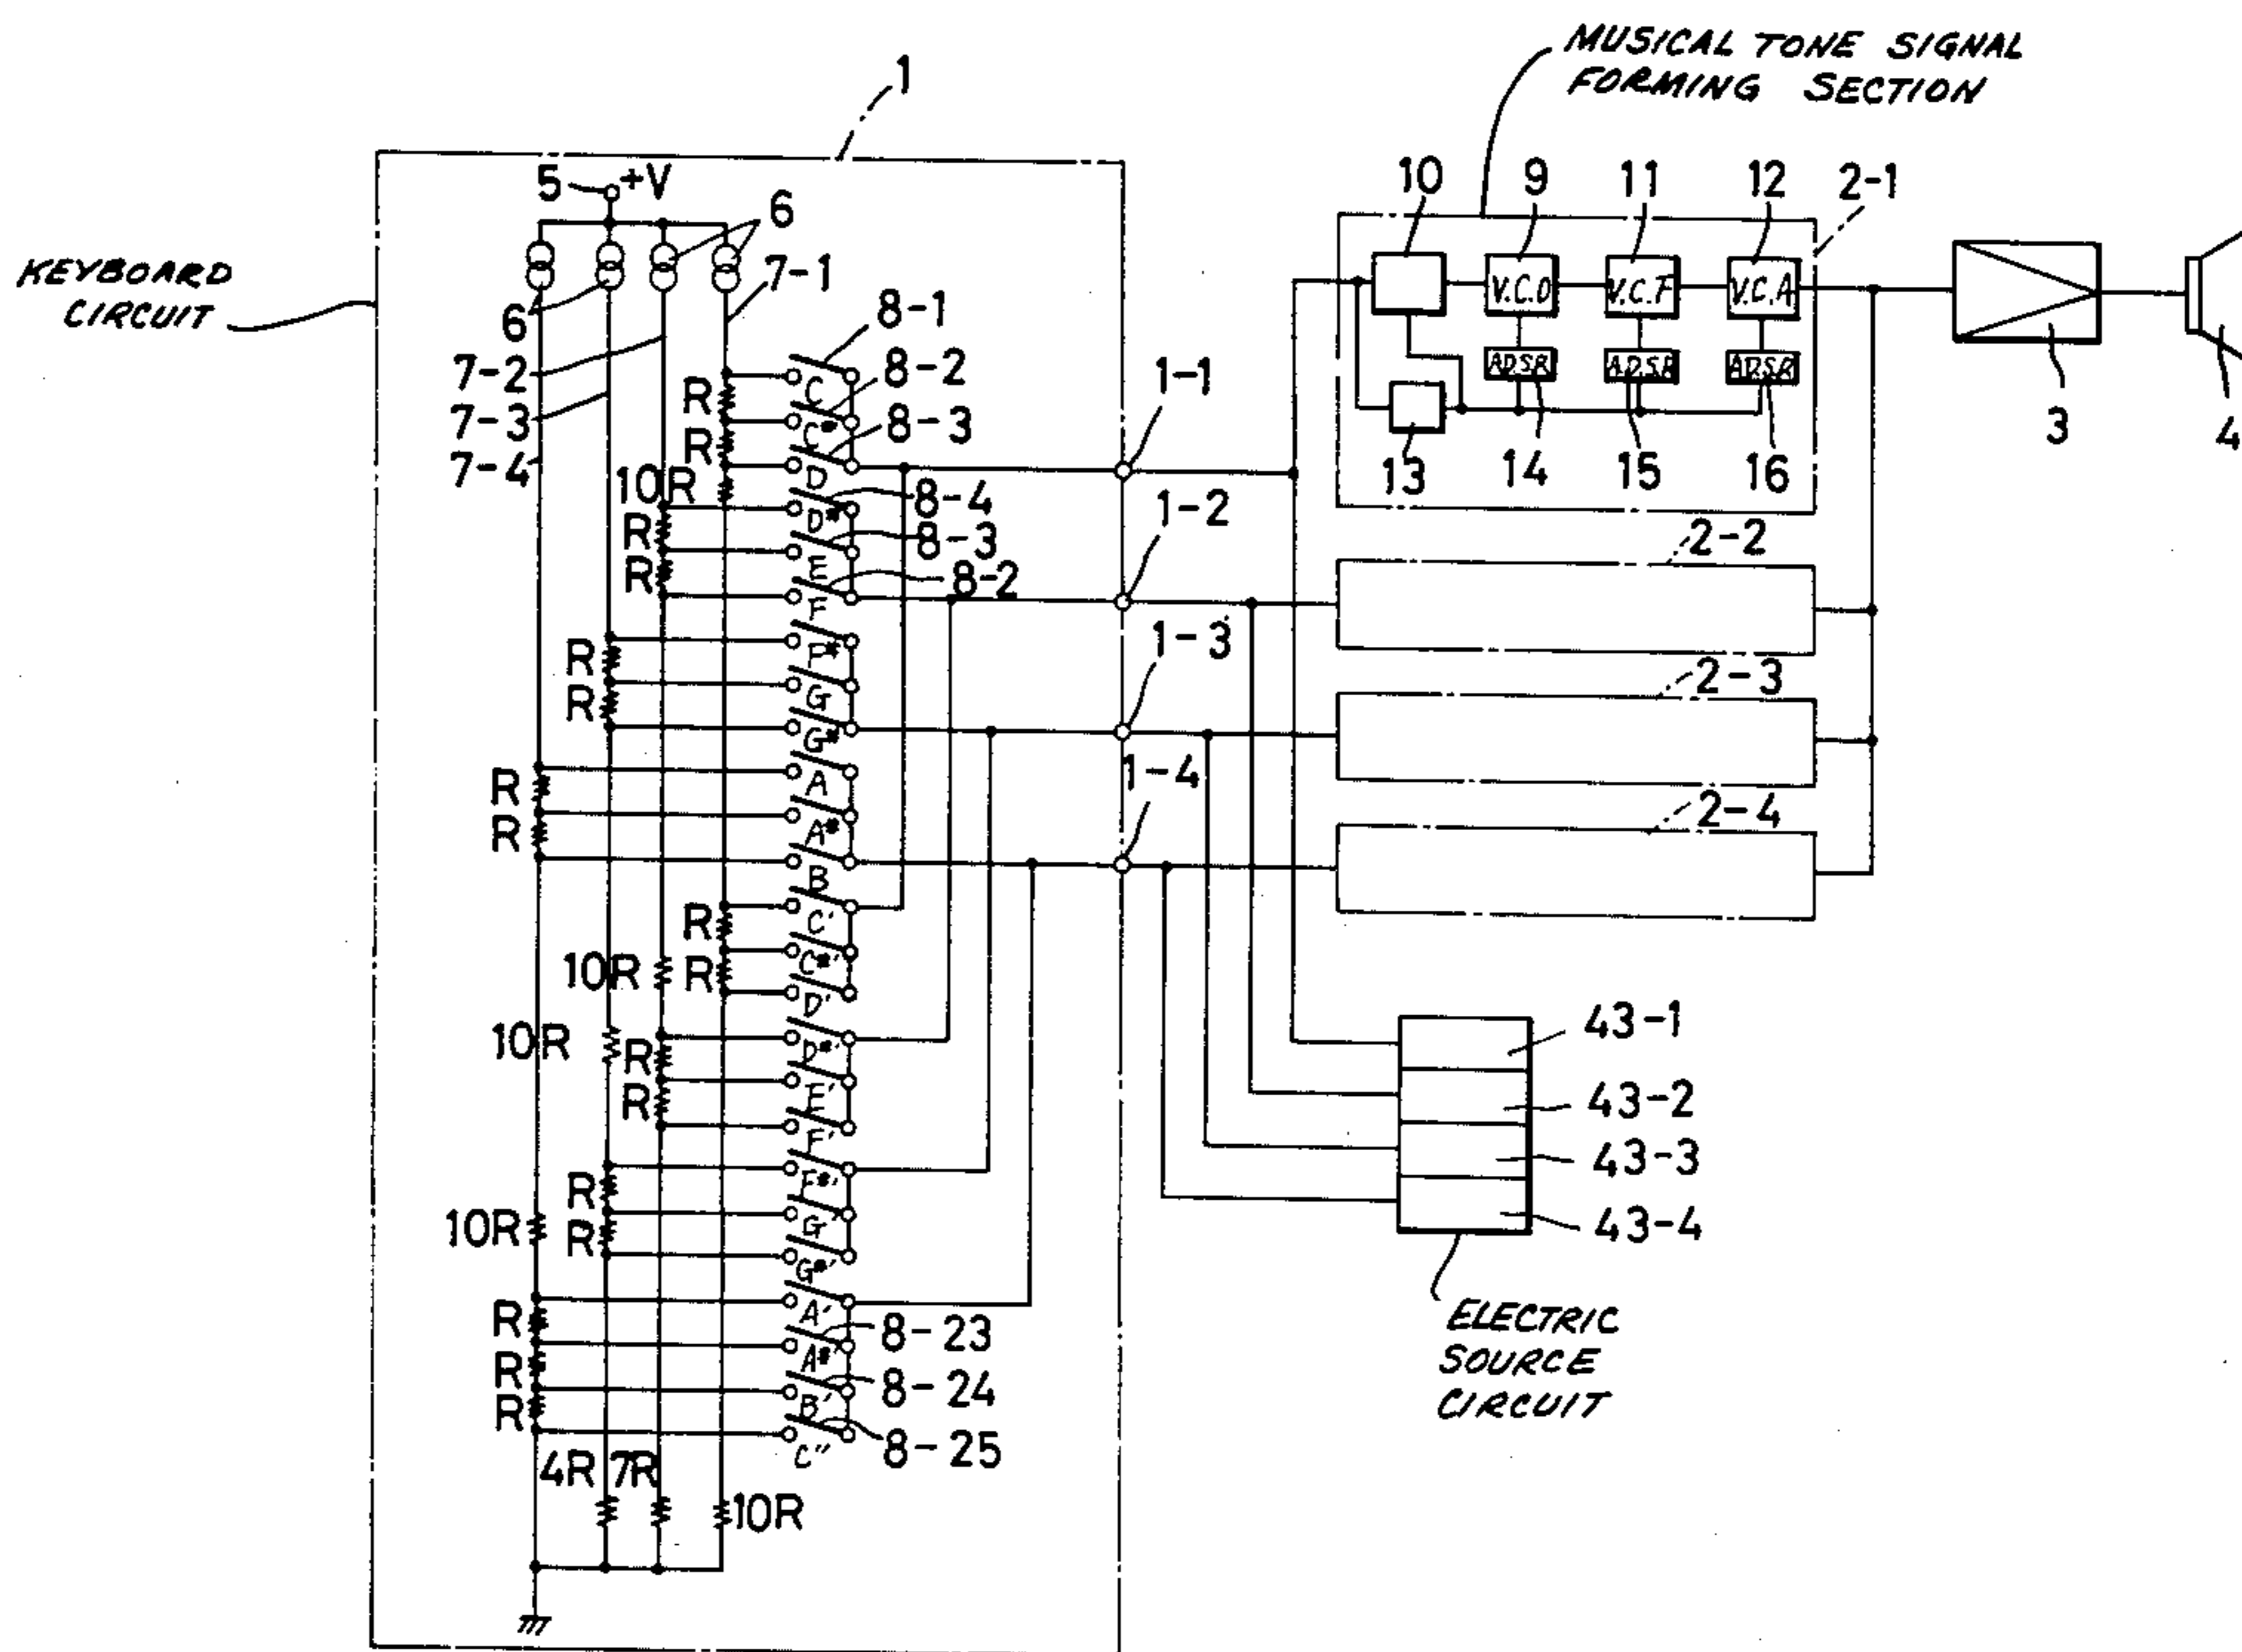 MUSICAL TONE SIGNAL
FORMING SECTION
1
KEYBOARD
CIRCUIT
5
+V
6
6
7-1
7-2
7-3
7-4
8-1
8-2
8-3
8-4
8-3
8-2
R
R
10R
R
R
R
R
R
R
C
C#
D
D#
E
F
F#
G
G#
A
A#
B
C'
C#'
D'
D#'
E'
F'
F#'
G'
G#'
A'
A#'
B'
C"
R
R
10R
10R
R
R
R
R
10R
R
R
R
8-23
8-24
8-25
4R
7R
10R
1-1
1-2
1-3
1-4
10
9
11
12
2-1
V.C.O
V.C.F
V.C.A
A.D.S.R
A.D.S.R
A.D.S.R
13
14
15
16
3
4
2-2
2-3
2-4
43-1
43-2
43-3
43-4
ELECTRIC
SOURCE
CIRCUIT